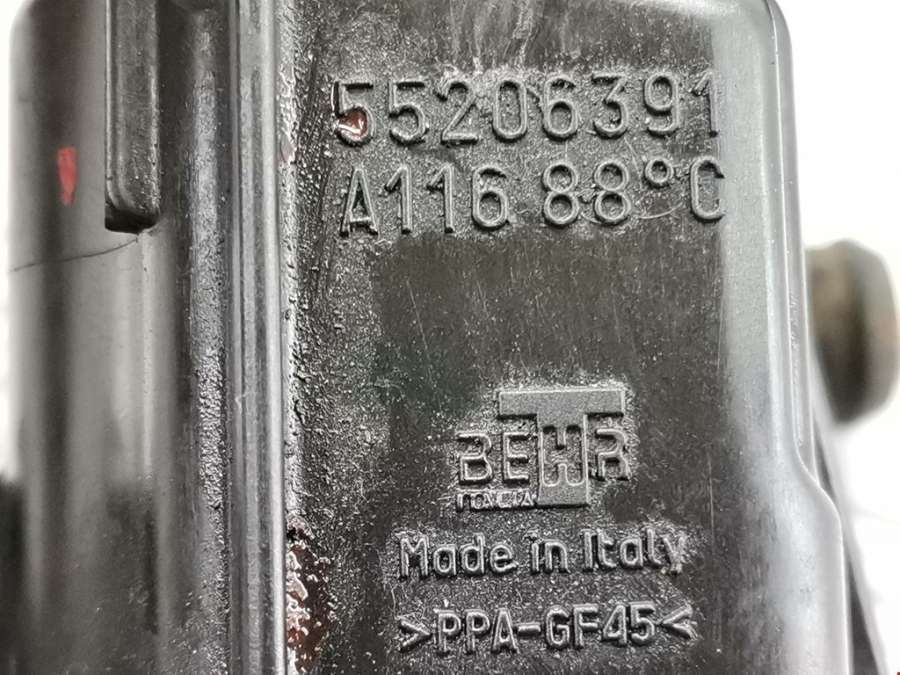 55206391
A116 88°C
BEHR
Made in Italy
>PPA-GF45<